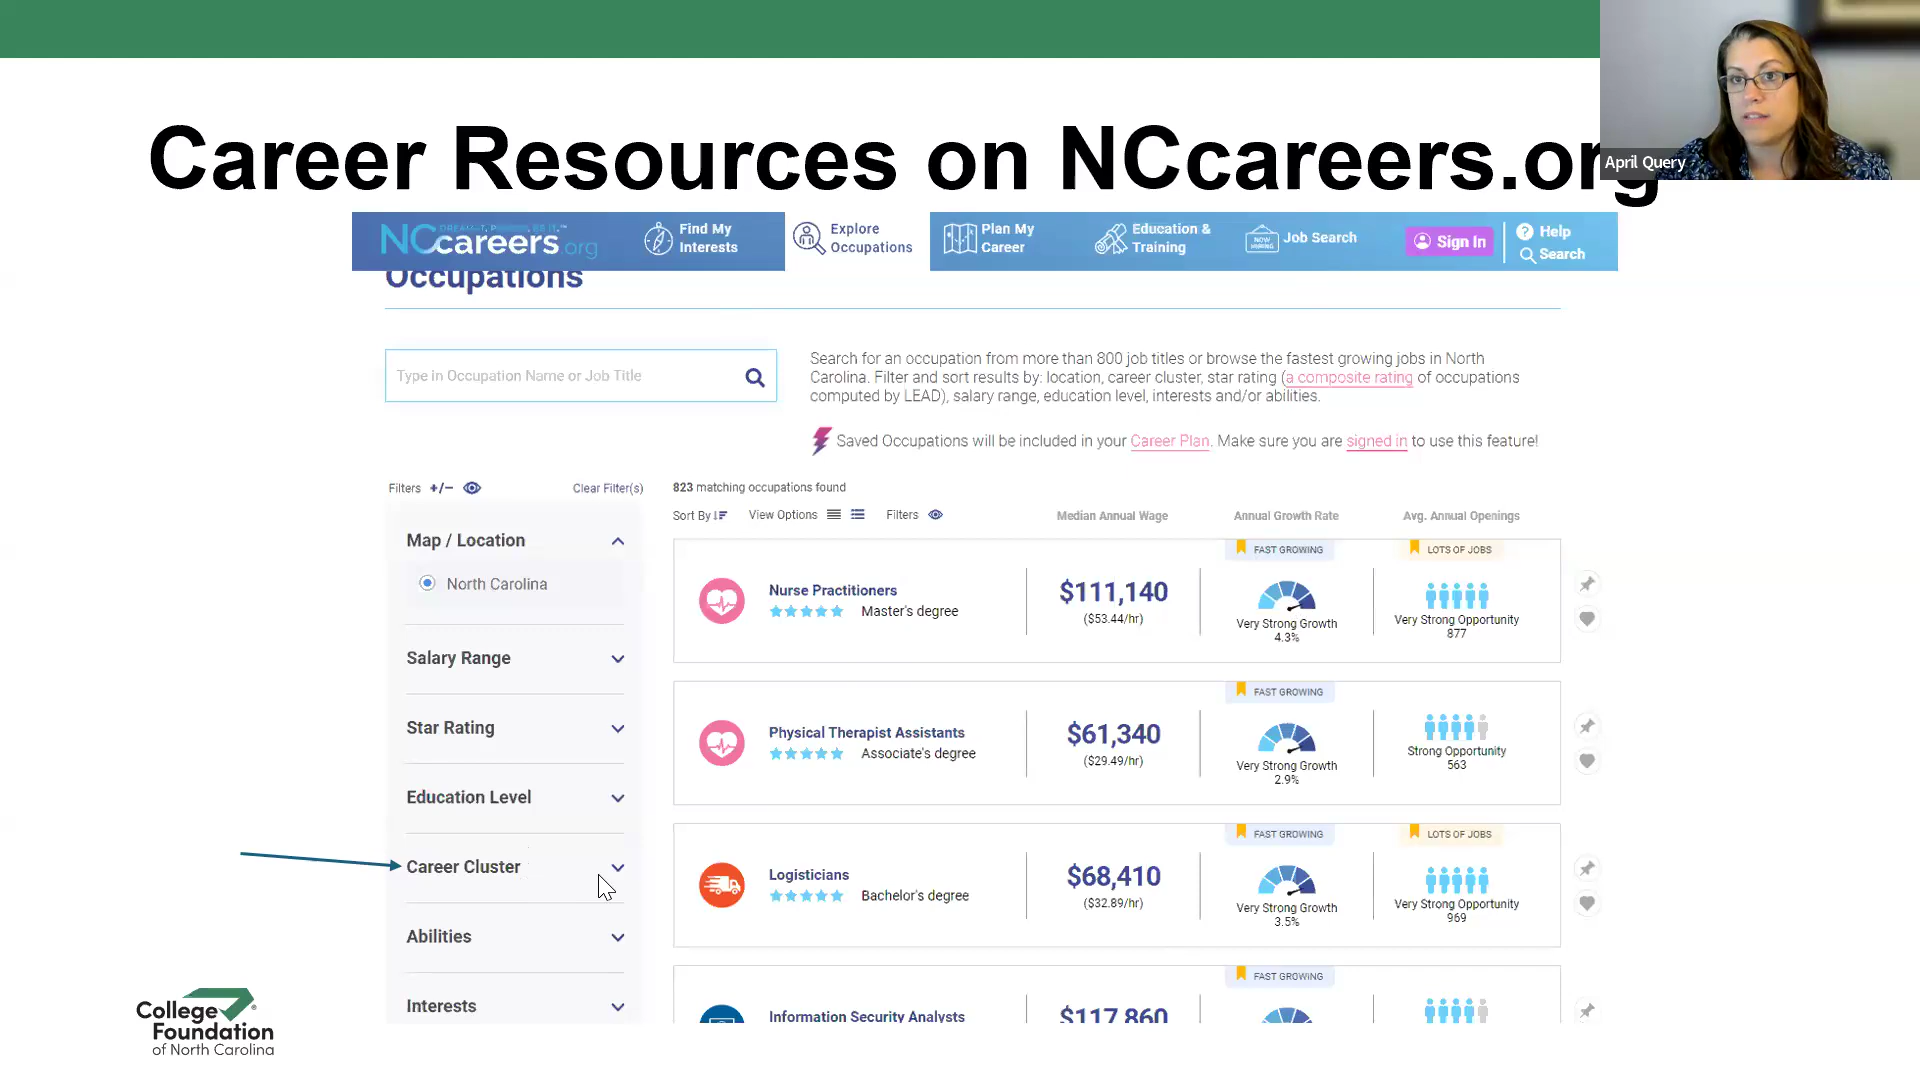 Career Resources on NCcareers.org
April Query
NCcareers.org
Find My
Interests
Explore
Occupations
Plan My
Career
Education &
Training
NOW
HIRING
Job Search
Sign In
Help
Search
Occupations
Type in Occupation Name or Job Title
Search for an occupation from more than 800 job titles or browse the fastest growing jobs in North
Carolina. Filter and sort results by: location, career cluster, star rating (a composite rating of occupations
computed by LEAD), salary range, education level, interests and/or abilities.
Saved Occupations will be included in your Career Plan. Make sure you are signed in to use this feature!
Filters +/−
Clear Filter(s)
823 matching occupations found
Sort By
View Options
Filters
Median Annual Wage
Annual Growth Rate
Avg. Annual Openings
Map / Location
North Carolina
Salary Range
Star Rating
Education Level
Career Cluster
Abilities
Interests
Nurse Practitioners
Master's degree
$111,140
($53.44/hr)
FAST GROWING
Very Strong Growth
4.3%
LOTS OF JOBS
Very Strong Opportunity
877
Physical Therapist Assistants
Associate's degree
$61,340
($29.49/hr)
FAST GROWING
Very Strong Growth
2.9%
Strong Opportunity
563
Logisticians
Bachelor's degree
$68,410
($32.89/hr)
FAST GROWING
Very Strong Growth
3.5%
LOTS OF JOBS
Very Strong Opportunity
969
Information Security Analysts
$117,860
FAST GROWING
College
Foundation
of North Carolina